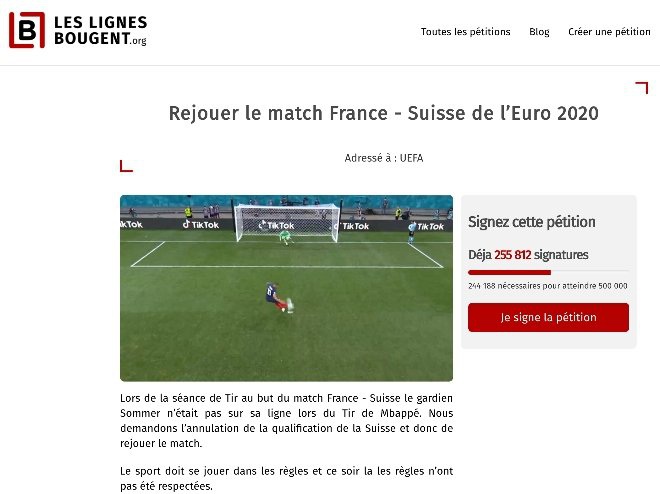 LES LIGNES
BOUGENT.org
Toutes les pétitions Blog Créer une pétition
Rejouer le match France - Suisse de l'Euro 2020
Adressé à : UEFA
TikTok TikTok TikTok TikTok
Signez cette pétition
Déja 255 812 signatures
244 188 nécessaires pour atteindre 500 000
Je signe la pétition
Lors de la séance de Tir au but du match France - Suisse le gardien
Sommer n'était pas sur sa ligne lors du Tir de Mbappé. Nous
demandons l'annulation de la qualification de la Suisse et donc de
rejouer le match.
Le sport doit se jouer dans les règles et ce soir la les règles n'ont
pas été respectées.